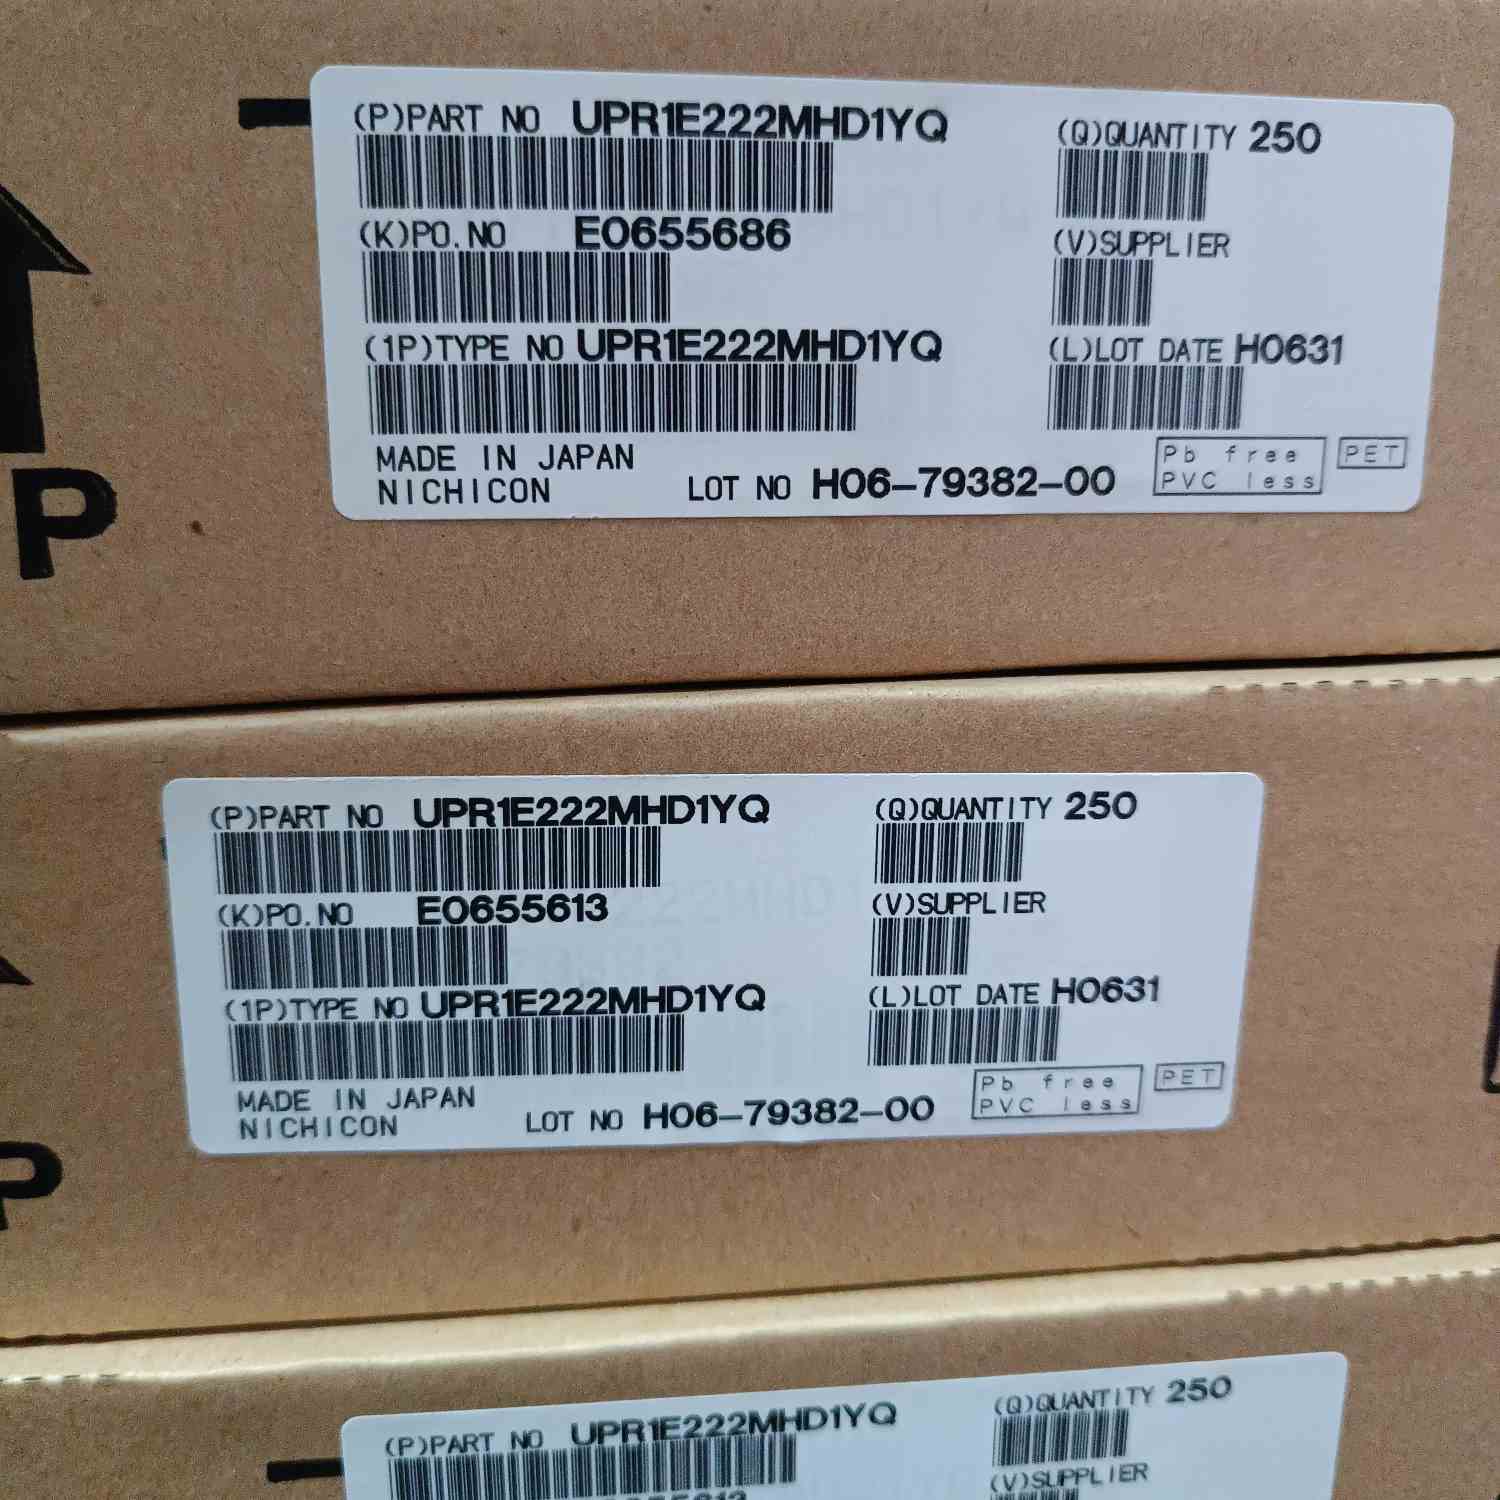 (P)PART NO UPR1E222MHD1YQ (Q)QUANTITY 250
(K)PO.NO E0655686 (V)SUPPLIER
(1P)TYPE NO UPR1E222MHD1YQ (L)LOT DATE H0631
MADE IN JAPAN
NICHICON LOT NO H06-79382-00
Pb free
PVC less
PET
P
(P)PART NO UPR1E222MHD1YQ (Q)QUANTITY 250
(K)PO.NO E0655613 (V)SUPPLIER
(1P)TYPE NO UPR1E222MHD1YQ (L)LOT DATE H0631
MADE IN JAPAN
NICHICON LOT NO H06-79382-00
Pb free
PVC less
PET
P
(P)PART NO UPR1E222MHD1YQ (Q)QUANTITY 250
(V)SUPPLIER